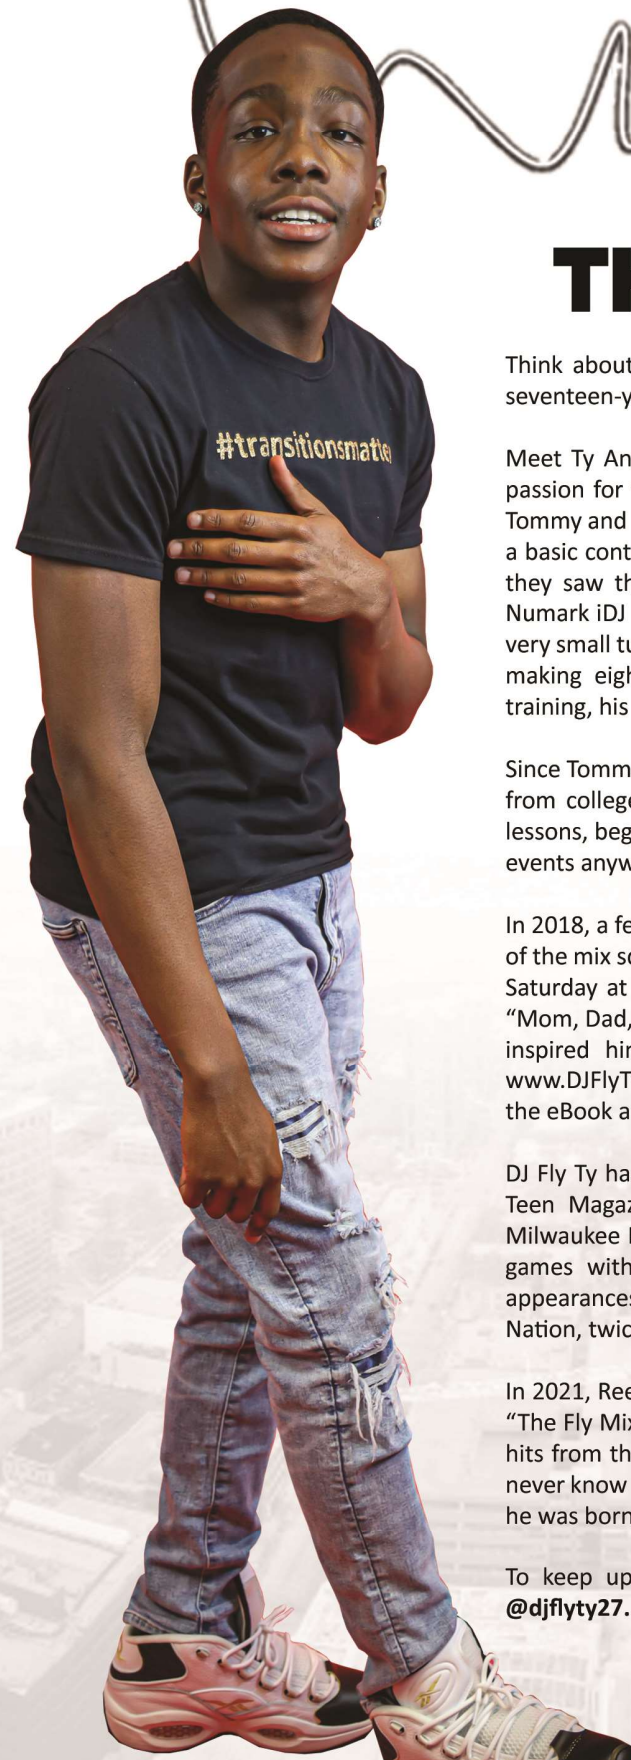 #transitionsmatte
Th
Think about
seventeen-y
Meet Ty An
passion for
Tommy and
a basic cont
they saw th
Numark iDJ
very small tu
making eigh
training, his
Since Tomm
from college
lessons, beg
events anyw
In 2018, a fe
of the mix sc
Saturday at
“Mom, Dad,
inspired him
www.DJFlyT
the eBook a
DJ Fly Ty ha
Teen Magaz
Milwaukee
games with
appearances
Nation, twic
In 2021, Ree
“The Fly Mix
hits from th
never know
he was born
To keep up
@djflyty27.